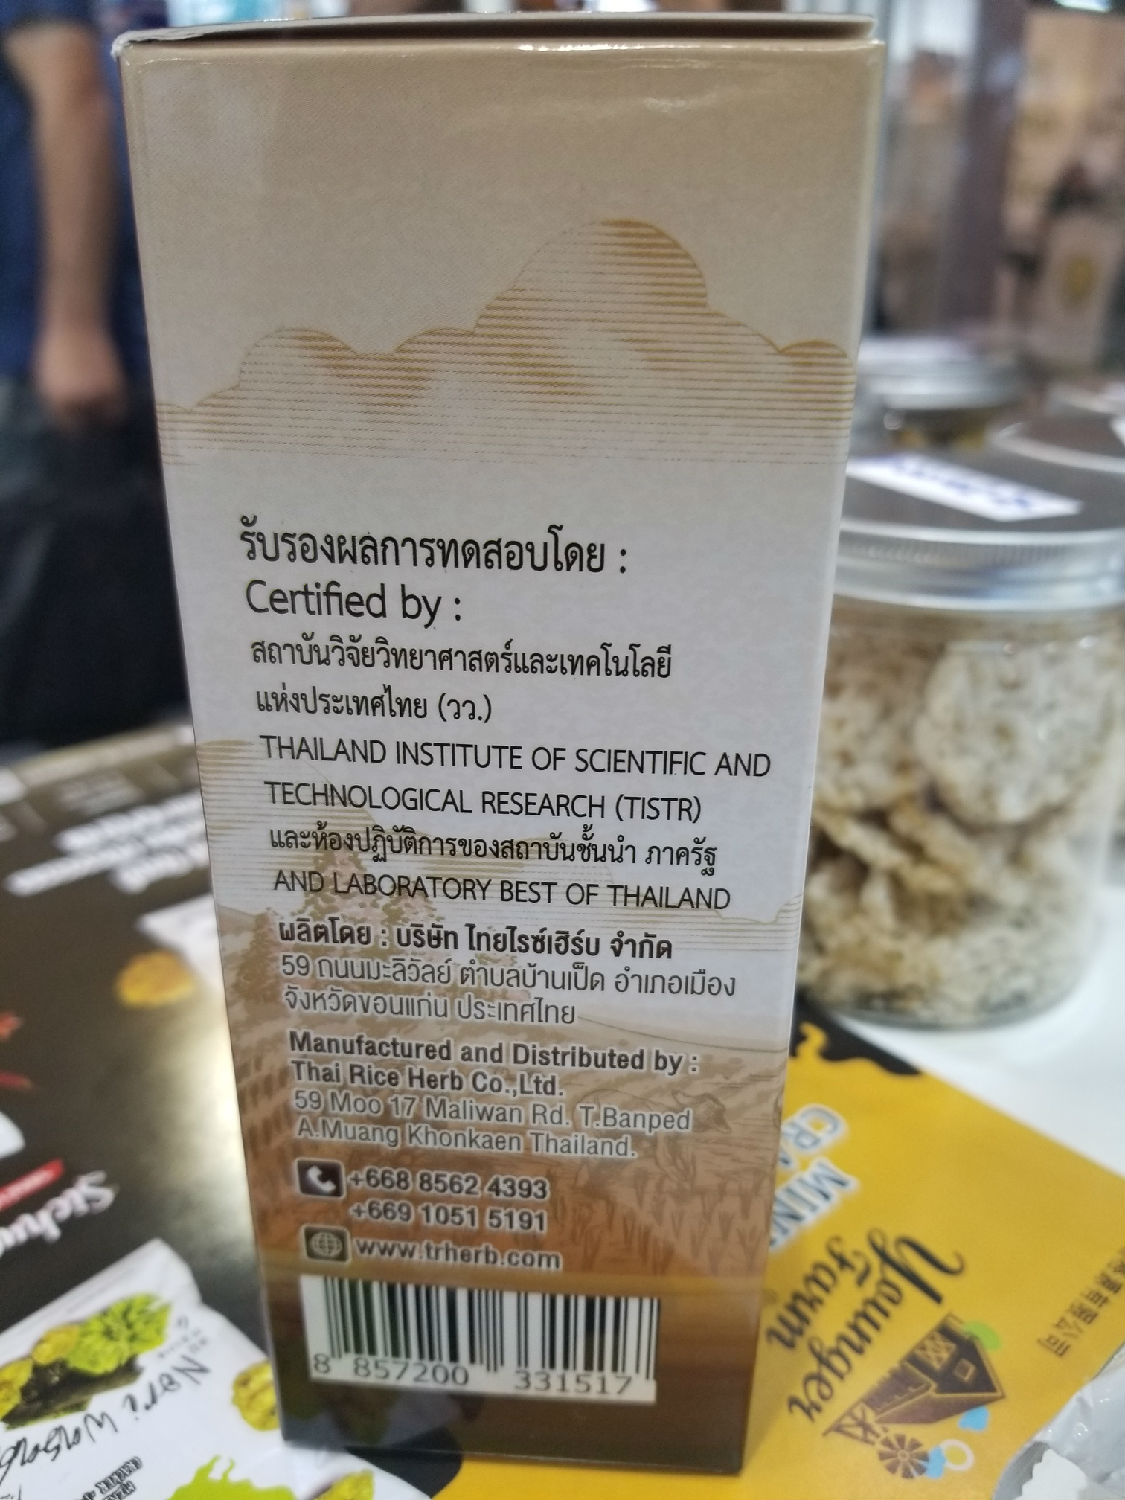 รับรองผลการทดสอบโดย :
Certified by :
สถาบันวิจัยวิทยาศาสตร์และเทคโนโลยี
แห่งประเทศไทย (วว.)
THAILAND INSTITUTE OF SCIENTIFIC AND
TECHNOLOGICAL RESEARCH (TISTR)
และห้องปฏิบัติการของสถาบันชั้นนำ ภาครัฐ
AND LABORATORY BEST OF THAILAND
ผลิตโดย : บริษัท ไทยไรซ์เฮิร์บ จำกัด
59 ถนนมะลิวัลย์ ตำบลบ้านเป็ด อำเภอเมือง
จังหวัดขอนแก่น ประเทศไทย
Manufactured and Distributed by :
Thai Rice Herb Co.,Ltd.
59 Moo 17 Maliwan Rd. T.Banped
A.Muang Khonkaen Thailand.
+668 8562 4393
+669 1051 5191
www.trherb.com
8 857200 331517
Younger
Farm
Nori